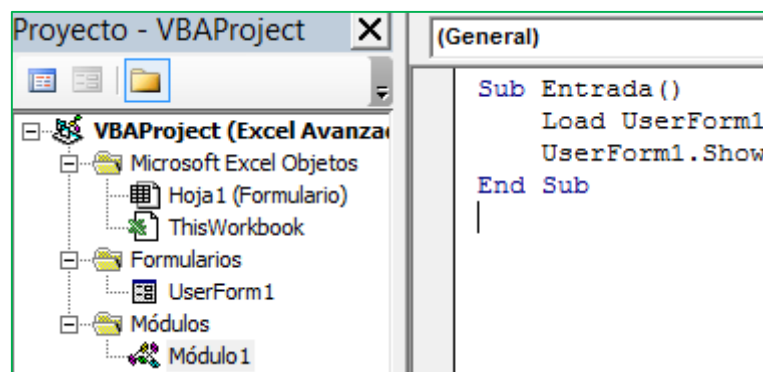 Proyecto - VBAProject
VBAProject (Excel Avanza
Microsoft Excel Objetos
Hoja1 (Formulario)
ThisWorkbook
Formularios
UserForm1
Módulos
Módulo1
(General)
Sub Entrada()
Load UserForm1
UserForm1.Show
End Sub